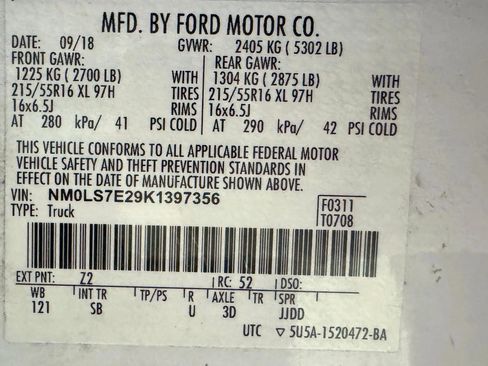 MFD. BY FORD MOTOR CO.
DATE: 09/18 GVWR: 2405 KG ( 5302 LB)
FRONT GAWR: REAR GAWR:
1225 KG ( 2700 LB) WITH 1304 KG ( 2875 LB) WITH
215/55R16 XL 97H TIRES 215/55R16 XL 97H TIRES
16x6.5J RIMS 16x6.5J RIMS
AT 280 kPa/ 41 PSI COLD AT 290 kPa/ 42 PSI COLD
THIS VEHICLE CONFORMS TO ALL APPLICABLE FEDERAL MOTOR
VEHICLE SAFETY AND THEFT PREVENTION STANDARDS IN
EFFECT ON THE DATE OF MANUFACTURE SHOWN ABOVE.
VIN: NM0LS7E29K1397356 F0311
TYPE: Truck T0708
EXT PNT: Z2 RC: 52 DSO:
WB INT TR TP/PS R AXLE TR SPR
121 SB U 3D JJDD
UTC ▽ 5U5A-1520472-BA